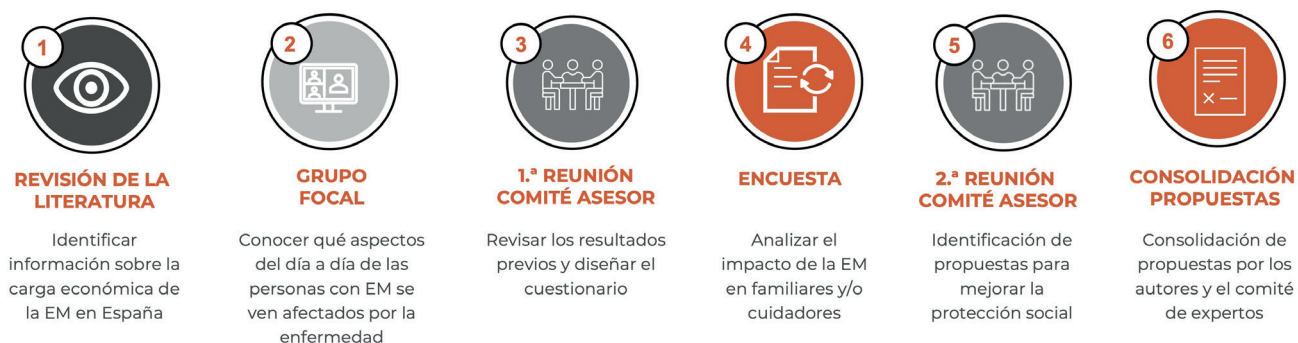 1
REVISIÓN DE LA
LITERATURA
Identificar
información sobre la
carga económica de
la EM en España
2
GRUPO
FOCAL
Conocer qué aspectos
del día a día de las
personas con EM se
ven afectados por la
enfermedad
3
1.ª REUNIÓN
COMITÉ ASESOR
Revisar los resultados
previos y diseñar el
cuestionario
4
ENCUESTA
Analizar el
impacto de la EM
en familiares y/o
cuidadores
5
2.ª REUNIÓN
COMITÉ ASESOR
Identificación de
propuestas para
mejorar la
protección social
6
CONSOLIDACIÓN
PROPUESTAS
Consolidación de
propuestas por los
autores y el comité
de expertos